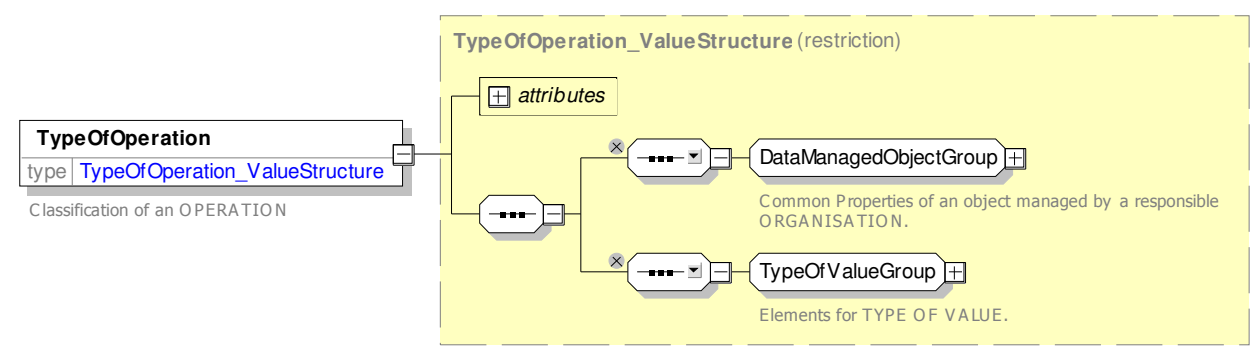 TypeOfOperation_ValueStructure (restriction)
attributes
TypeOfOperation
type TypeOfOperation_ValueStructure
Classification of an OPERATION
DataManagedObjectGroup
Common Properties of an object managed by a responsible
ORGANISATION.
TypeOfValueGroup
Elements for TYPE OF VALUE.